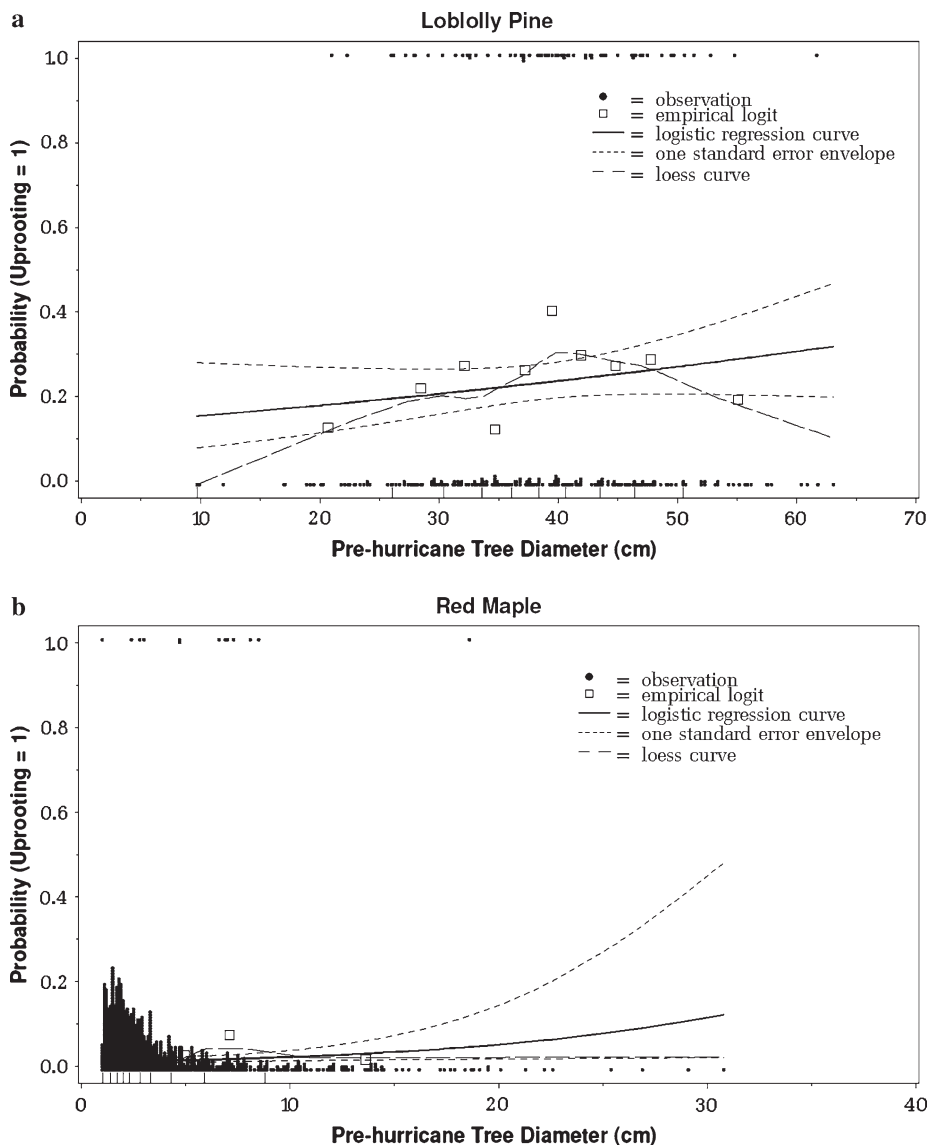 a
Loblolly Pine
Probability (Uprooting = 1)
1.0
0.8
0.6
0.4
0.2
0.0
● = observation
□ = empirical logit
= logistic regression curve
= one standard error envelope
= loess curve
0 10 20 30 40 50 60 70
Pre-hurricane Tree Diameter (cm)
b
Red Maple
Probability (Uprooting = 1)
1.0
0.8
0.6
0.4
0.2
0.0
● = observation
□ = empirical logit
= logistic regression curve
= one standard error envelope
= loess curve
0 10 20 30 40
Pre-hurricane Tree Diameter (cm)